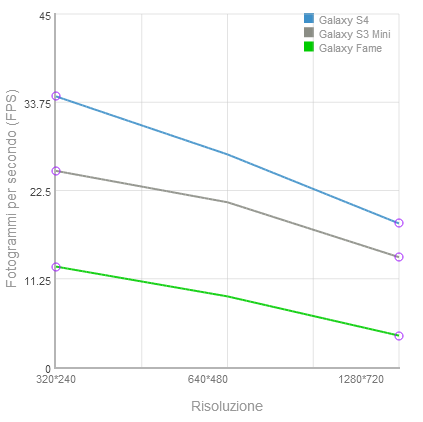 45
Galaxy S4
Galaxy S3 Mini
Galaxy Fame
33.75
Fotogrammi per secondo (FPS)
22.5
11.25
0
320*240 640*480 1280*720
Risoluzione